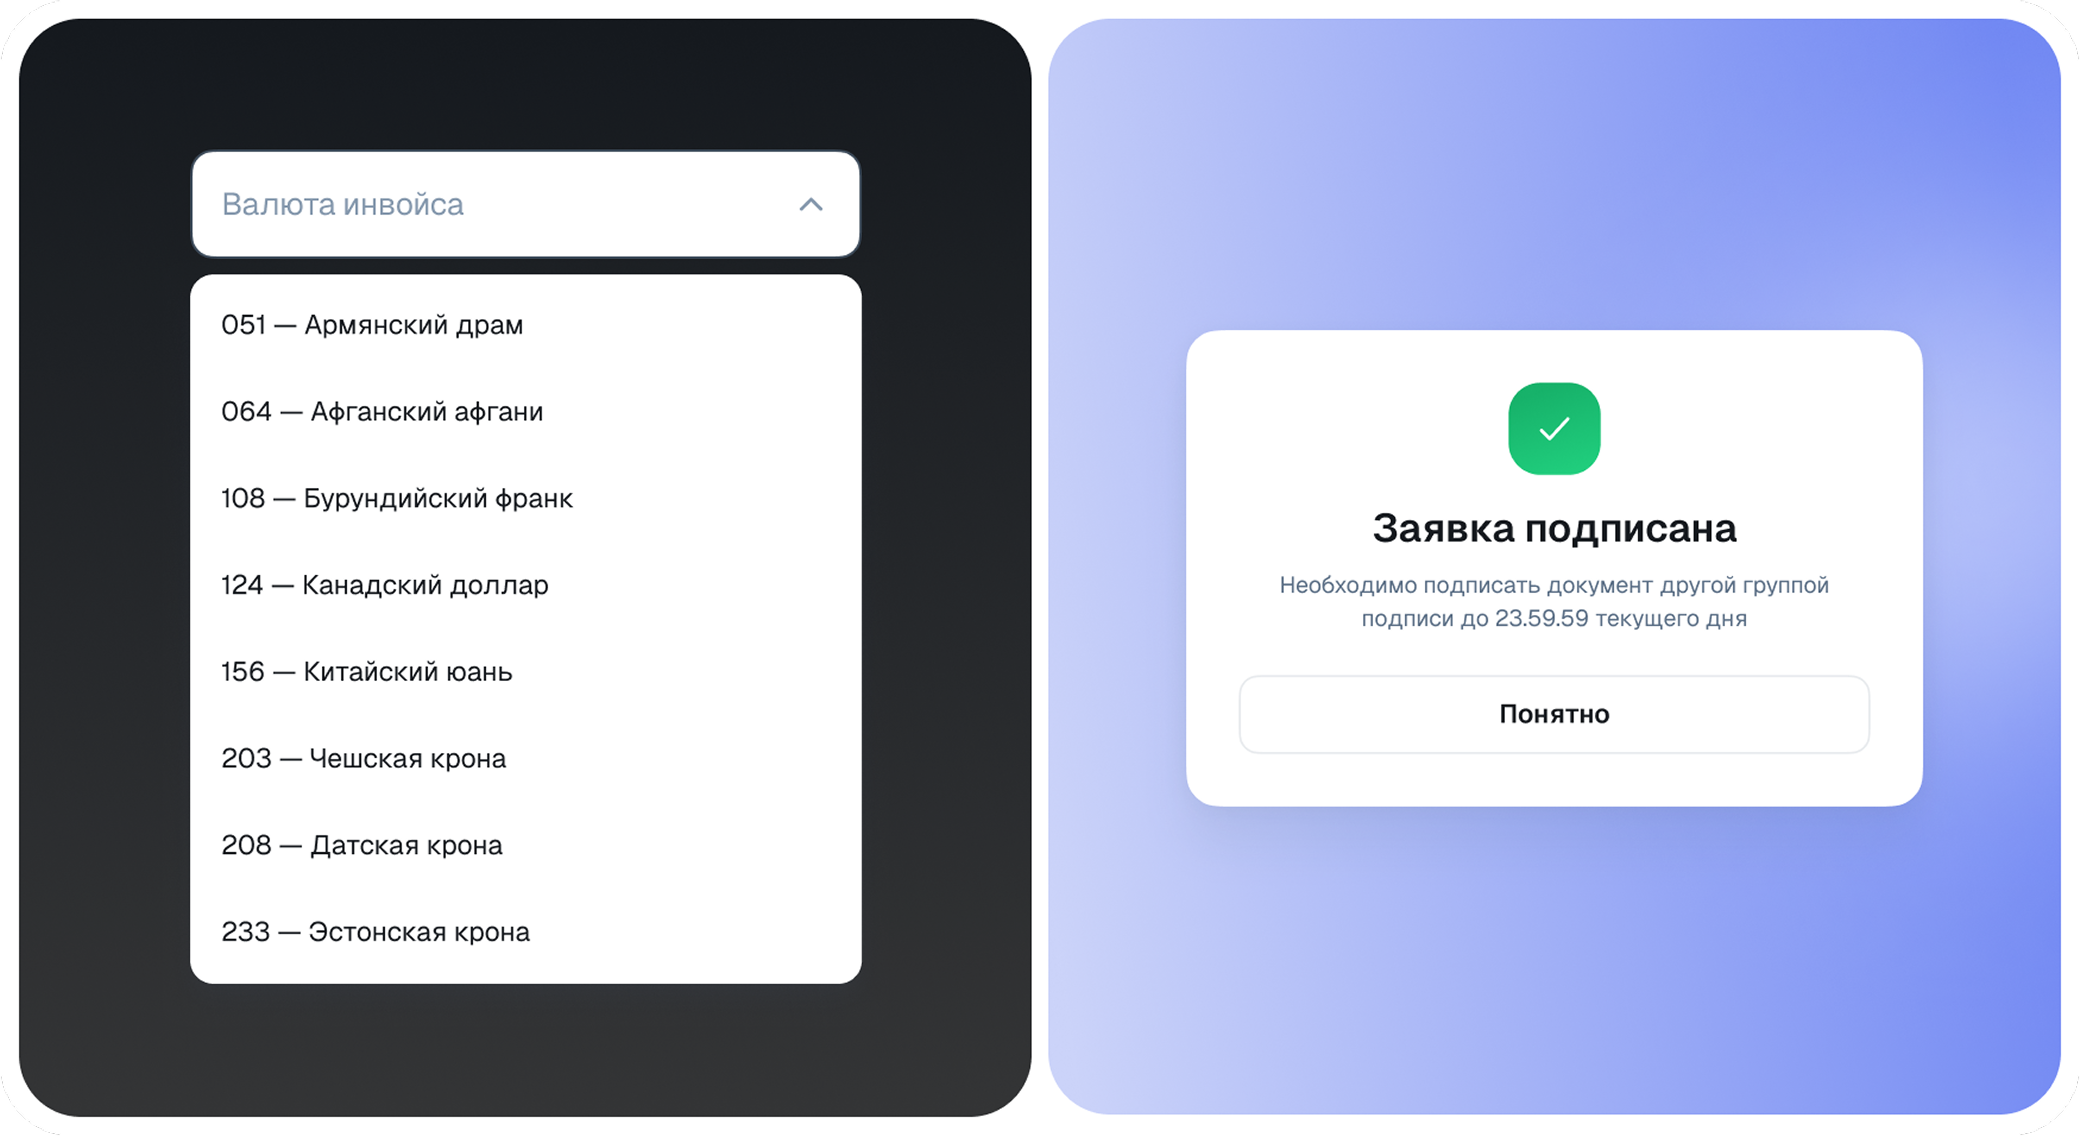 Валюта инвойса
051 — Армянский драм
064 — Афганский афгани
108 — Бурундийский франк
124 — Канадский доллар
156 — Китайский юань
203 — Чешская крона
208 — Датская крона
233 — Эстонская крона
Заявка подписана
Необходимо подписать документ другой группой
подписи до 23.59.59 текущего дня
Понятно